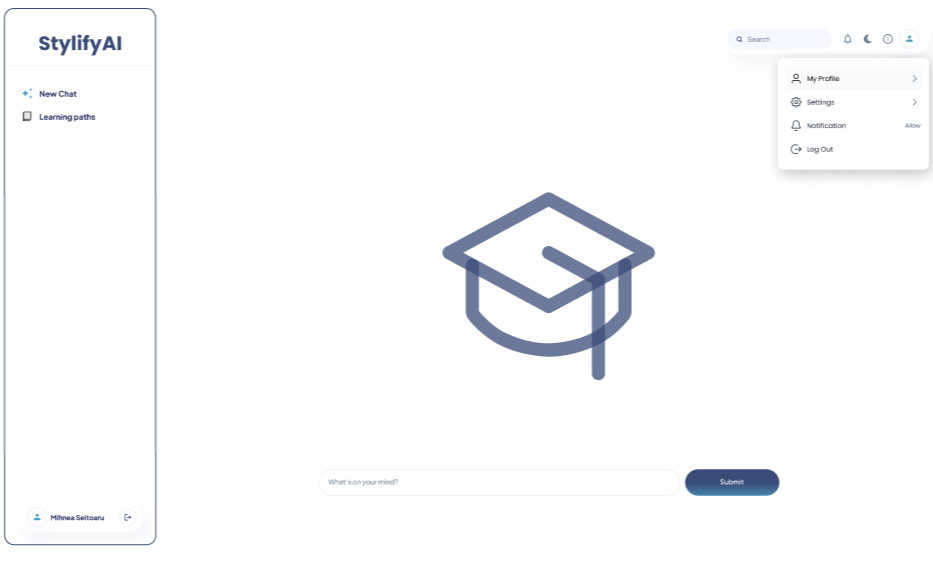 StylifyAI
New Chat
Learning paths
Mihnea Seitoaru
Search
My Profile
Settings
Notification Allow
Log Out
What's on your mind?
Submit